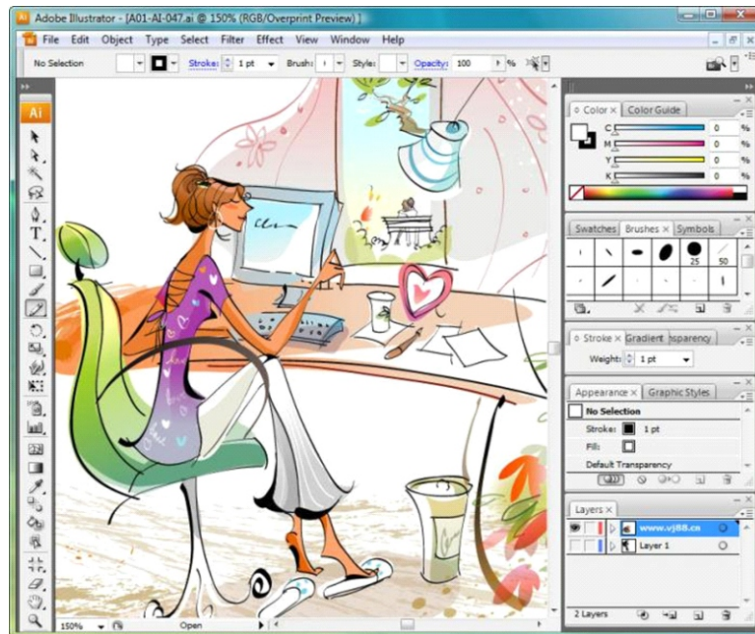 Adobe Illustrator - [A01-AI-047.ai @ 150% (RGB/Overprint Preview) ]
File Edit Object Type Select Filter Effect View Window Help
No Selection Stroke: 1 pt Brush: Style: Opacity: 100 %
Ai
Color × Color Guide
C 0 %
M 0 %
Y 0 %
K 0 %
Swatches Brushes × Symbols
25 50
Stroke × Gradient
Weight: 1 pt
Appearance × Graphic Styles
No Selection
Stroke: 1 pt
Fill:
Default Transparency
Layers ×
www.vj88.cn
Layer 1
2 Layers
150% Open